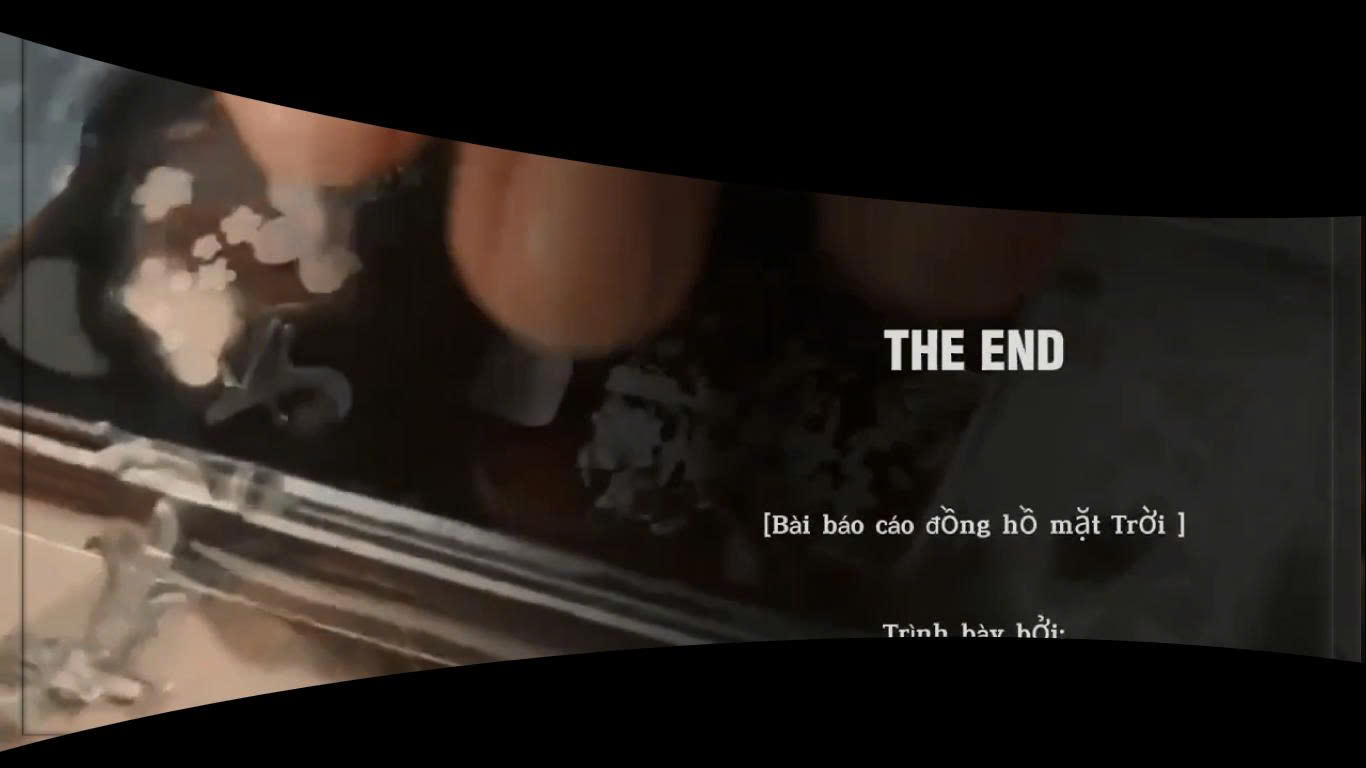 THE END
[Bài báo cáo đồng hồ mặt Trời ]
Trình bày bởi: